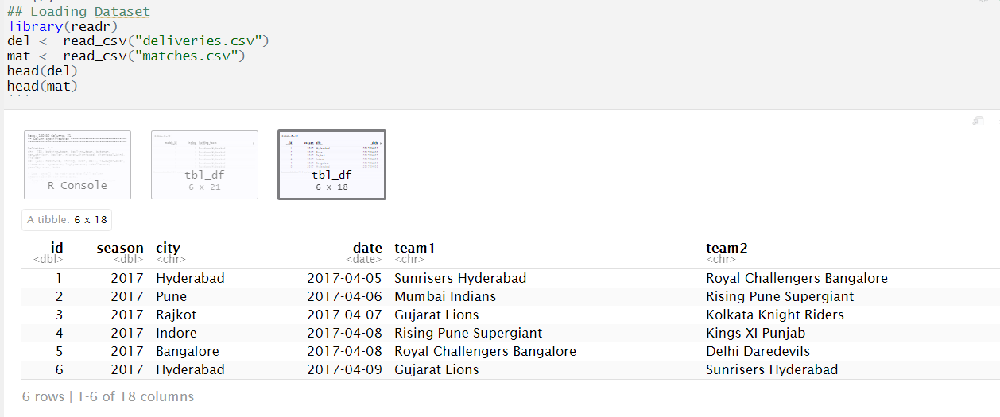 ## Loading Dataset
library(readr)
del <- read_csv("deliveries.csv")
mat <- read_csv("matches.csv")
head(del)
head(mat)
```
R Console
tbl_df
6 x 21
tbl_df
6 x 18
A tibble: 6 x 18
id season city date team1 team2
<dbl> <dbl> <chr> <date> <chr> <chr>
1 2017 Hyderabad 2017-04-05 Sunrisers Hyderabad Royal Challengers Bangalore
2 2017 Pune 2017-04-06 Mumbai Indians Rising Pune Supergiant
3 2017 Rajkot 2017-04-07 Gujarat Lions Kolkata Knight Riders
4 2017 Indore 2017-04-08 Rising Pune Supergiant Kings XI Punjab
5 2017 Bangalore 2017-04-08 Royal Challengers Bangalore Delhi Daredevils
6 2017 Hyderabad 2017-04-09 Gujarat Lions Sunrisers Hyderabad
6 rows | 1-6 of 18 columns